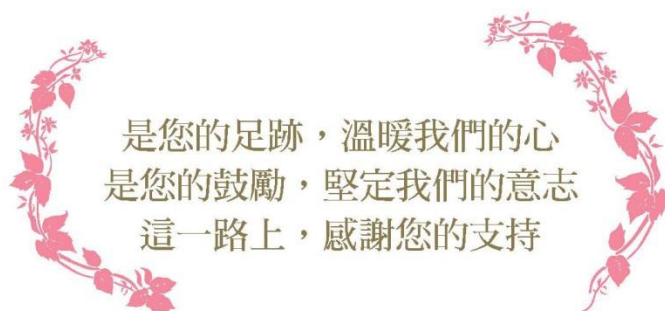 是您的足跡，溫暖我們的心
是您的鼓勵，堅定我們的意志
這一路上，感謝您的支持